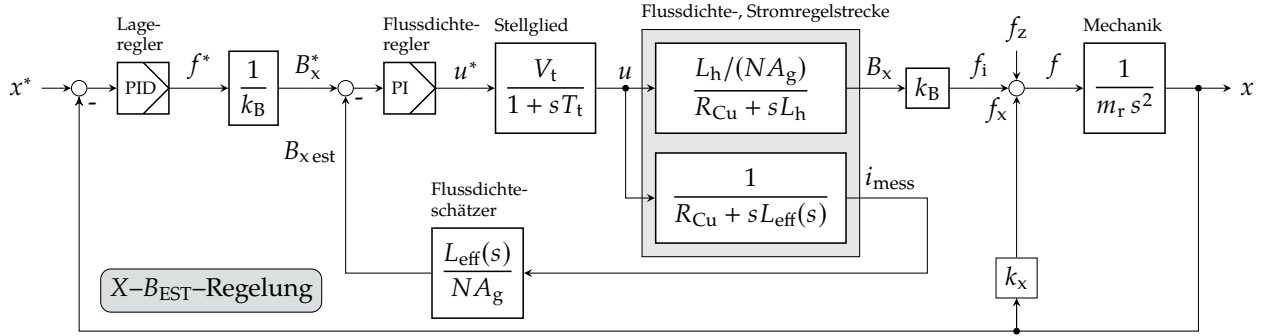 Lage-
regler
Flussdichte-
regler
Stellglied
Flussdichte-, Stromregelstrecke
Mechanik
x*
-
PID
f*
1
k_B
B_x*
-
PI
u*
V_t
1 + sT_t
u
L_h/(NA_g)
R_Cu + sL_h
B_x
k_B
f_i
f_z
f_x
f
1
m_r s²
x
B_x est
1
R_Cu + sL_eff(s)
i_mess
Flussdichte-
schätzer
L_eff(s)
NA_g
k_x
X–B_EST–Regelung